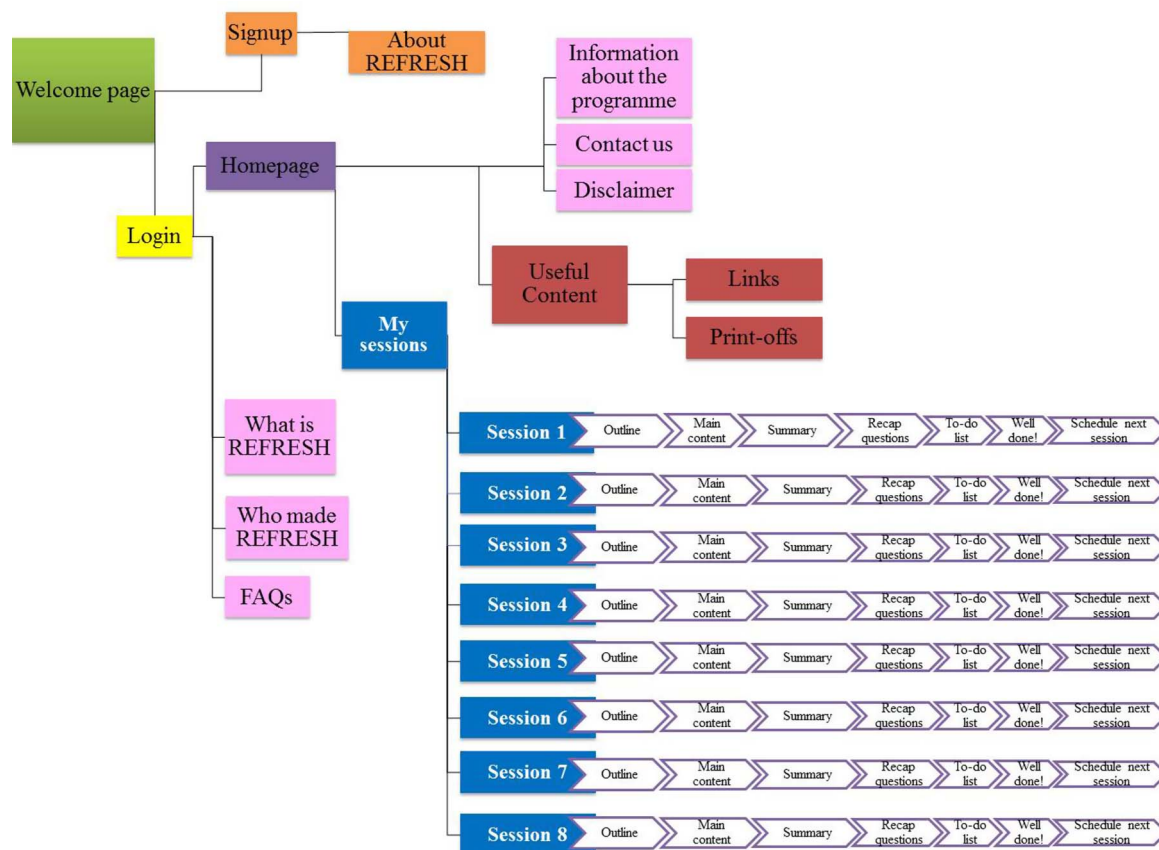 Signup
About
REFRESH
Welcome page
Information
about the
programme
Contact us
Homepage
Disclaimer
Login
Useful
Content
Links
Print-offs
My
sessions
What is
REFRESH
Who made
REFRESH
FAQs
Session 1 Outline Main content Summary Recap questions To-do list Well done! Schedule next session
Session 2 Outline Main content Summary Recap questions To-do list Well done! Schedule next session
Session 3 Outline Main content Summary Recap questions To-do list Well done! Schedule next session
Session 4 Outline Main content Summary Recap questions To-do list Well done! Schedule next session
Session 5 Outline Main content Summary Recap questions To-do list Well done! Schedule next session
Session 6 Outline Main content Summary Recap questions To-do list Well done! Schedule next session
Session 7 Outline Main content Summary Recap questions To-do list Well done! Schedule next session
Session 8 Outline Main content Summary Recap questions To-do list Well done! Schedule next session